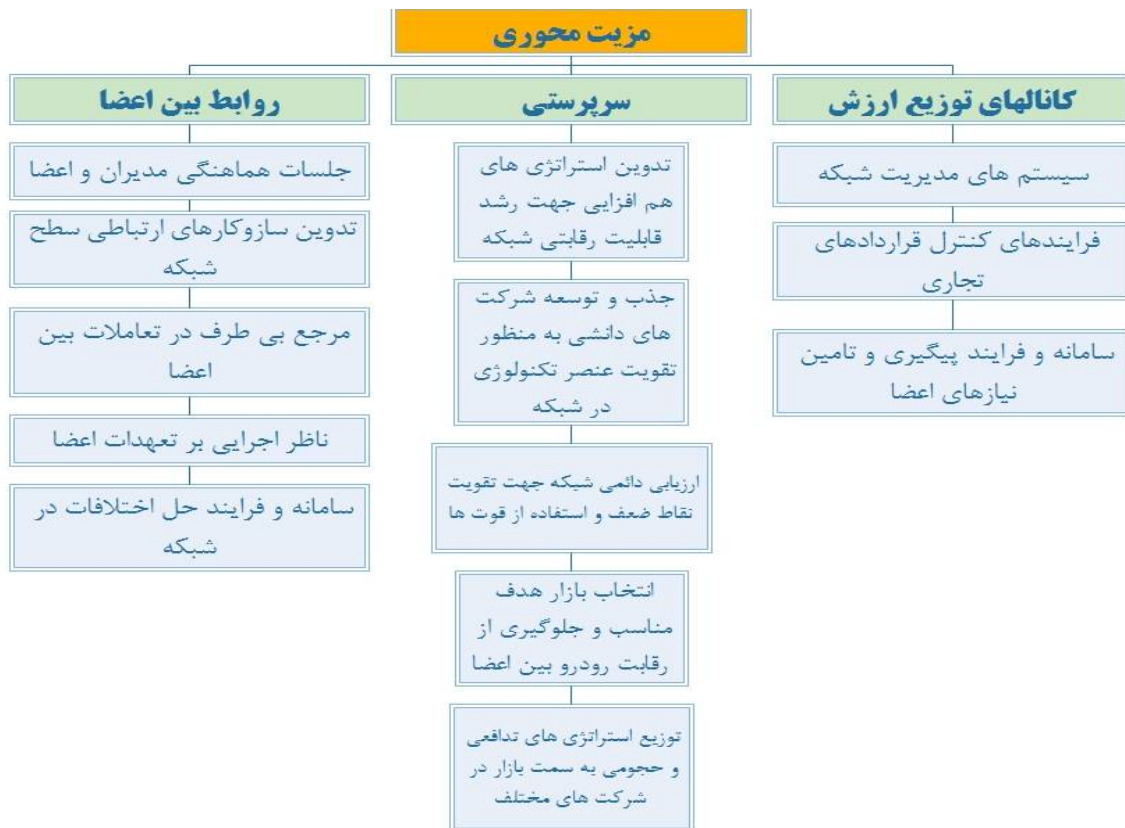 مزیت محوری
کانالهای توزیع ارزش
سیستم های مدیریت شبکه
فرایندهای کنترل قراردادهای
تجاری
سامانه و فرایند پیگیری و تامین
نیازهای اعضا
سرپرستی
تدوین استراتژی های
هم افزایی جهت رشد
قابلیت رقابتی شبکه
جذب و توسعه شرکت
های دانشی به منظور
تقویت عنصر تکنولوژی
در شبکه
ارزیابی دائمی شبکه جهت تقویت
نقاط ضعف و استفاده از قوت ها
انتخاب بازار هدف
مناسب و جلوگیری از
رقابت رودرو بین اعضا
توزیع استراتژی های تدافعی
و حجومی به سمت بازار در
شرکت های مختلف
روابط بین اعضا
جلسات هماهنگی مدیران و اعضا
تدوین سازوکارهای ارتباطی سطح
شبکه
مرجع بی طرف در تعاملات بین
اعضا
ناظر اجرایی بر تعهدات اعضا
سامانه و فرایند حل اختلافات در
شبکه